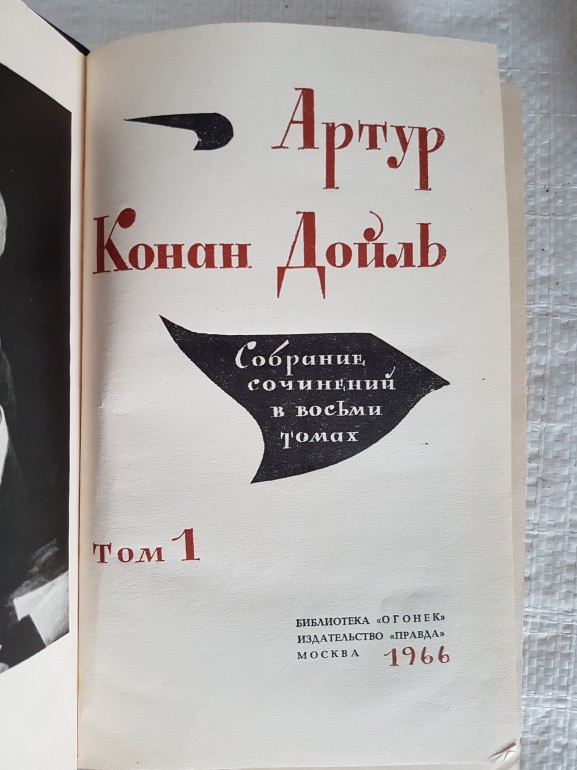 Артур
Конан Дойль
Собрание
сочинений
в восьми
томах
Том 1
БИБЛИОТЕКА «ОГОНЕК»
ИЗДАТЕЛЬСТВО «ПРАВДА»
МОСКВА 1966